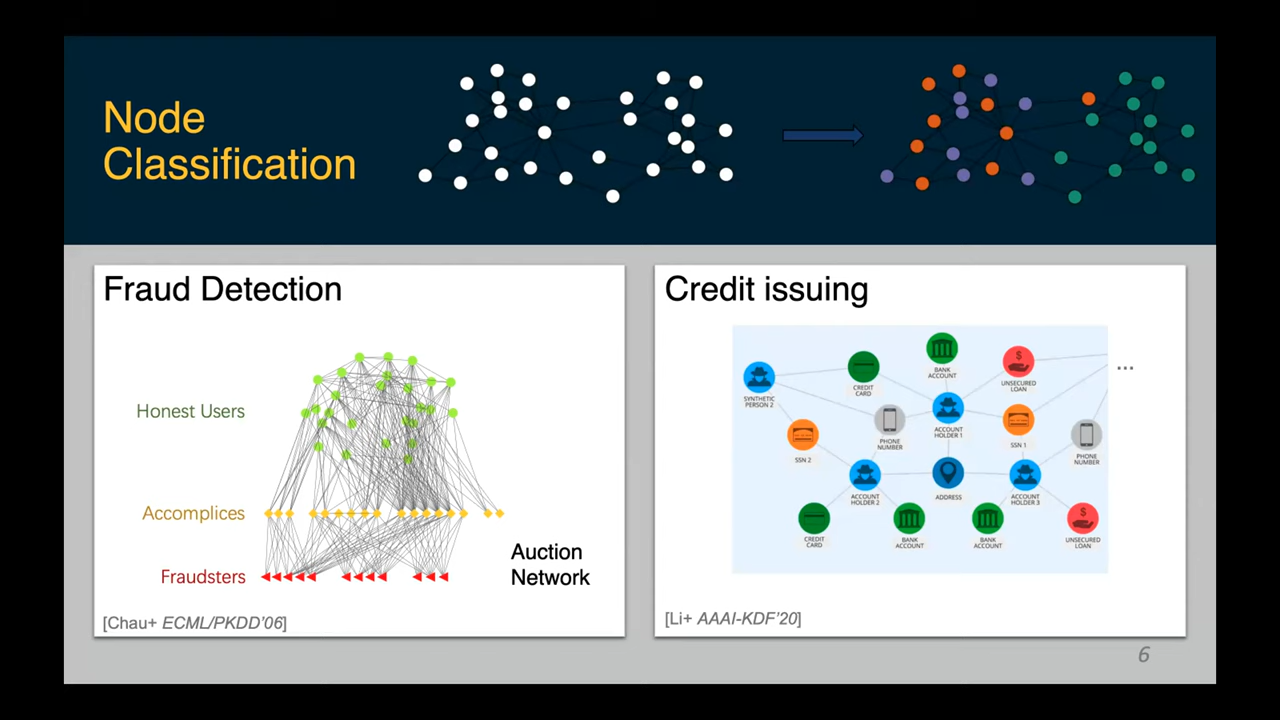 Node
Classification
Fraud Detection
Honest Users
Accomplices
Fraudsters
Auction
Network
[Chau+ ECML/PKDD’06]
Credit issuing
SYNTHETIC
PERSON 2
CREDIT
CARD
BANK
ACCOUNT
$
UNSECURED
LOAN
...
PHONE
NUMBER
ACCOUNT
HOLDER 1
SSN 2
SSN 1
PHONE
NUMBER
ACCOUNT
HOLDER 2
ADDRESS
ACCOUNT
HOLDER 3
CREDIT
CARD
BANK
ACCOUNT
BANK
ACCOUNT
$
UNSECURED
LOAN
[Li+ AAAI-KDF’20]
6